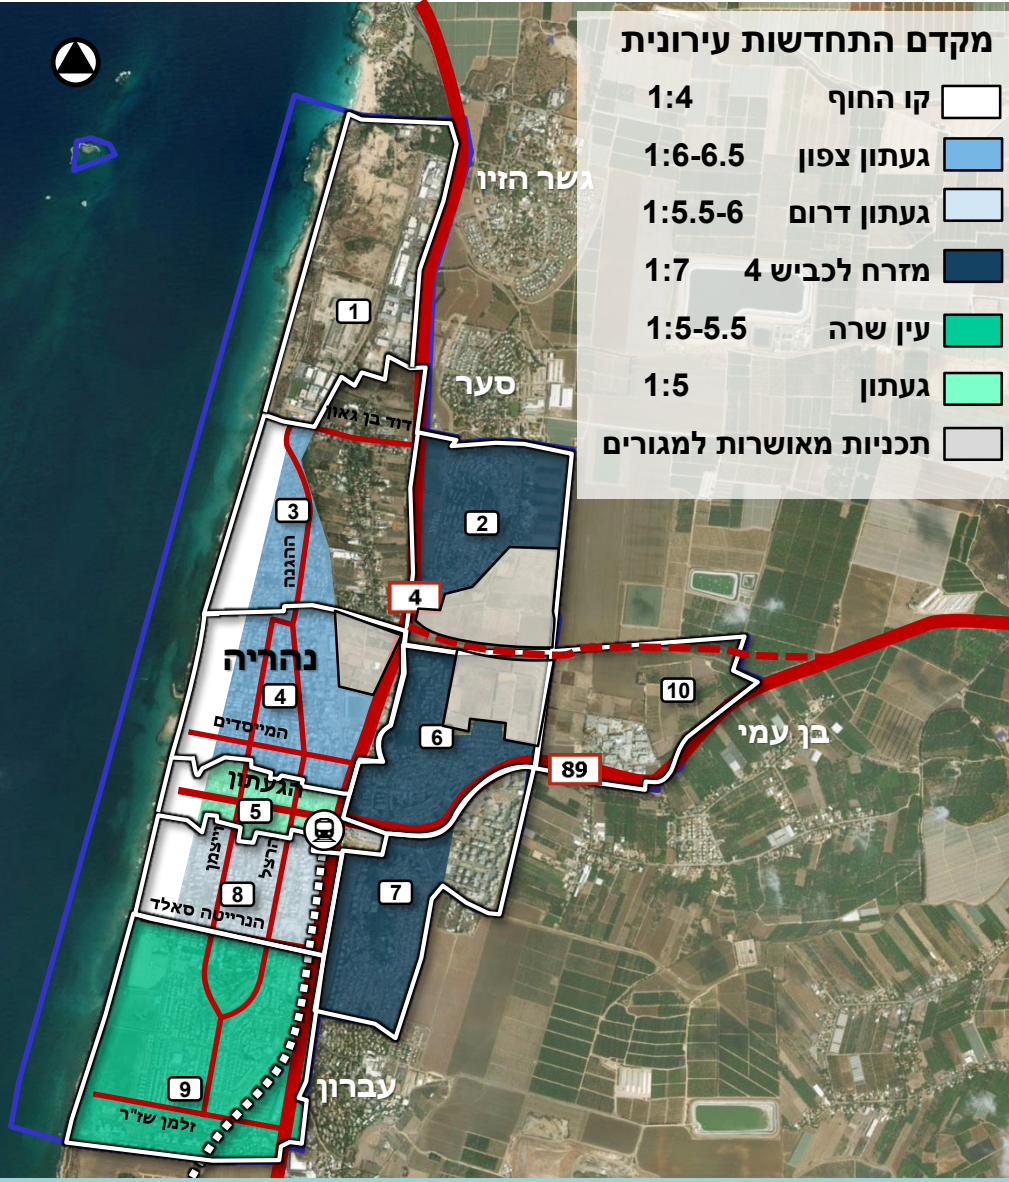 מקדם התחדשות עירונית
קו החוף 1:4
געתון צפון 1:6-6.5
געתון דרום 1:5.5-6
מזרח לכביש 4 1:7
עין שרה 1:5-5.5
געתון 1:5
תכניות מאושרות למגורים
גשר הזיו
1
סער
דוד בן גאון
3
2
ההגנה
4
נהריה
10
4
המייסדים
6
בן עמי
89
הגעתון
5
ויצמן
הרצל
8
7
הנרייטה סאלד
9
עברון
זלמן שז"ר